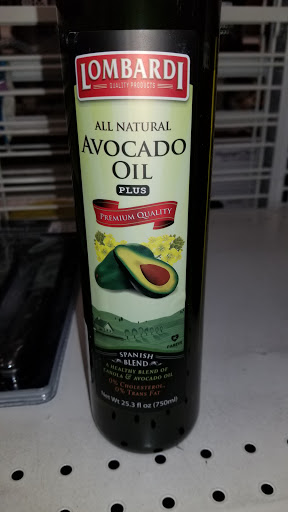 LOMBARDI
QUALITY PRODUCTS
ALL NATURAL
AVOCADO
OIL
PLUS
PREMIUM QUALITY
SPANISH
BLEND
A HEALTHY BLEND OF
CANOLA & AVOCADO OIL
0% CHOLESTEROL,
0% TRANS FAT
Net Wt 25.3 fl oz (750ml)